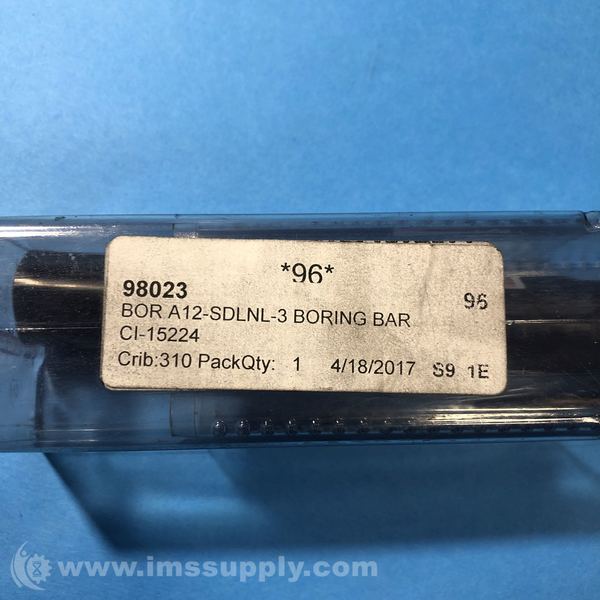 *96*
98023 96
BOR A12-SDLNL-3 BORING BAR
CI-15224
Crib:310 PackQty: 1 4/18/2017 S9 1E
www.imssupply.com